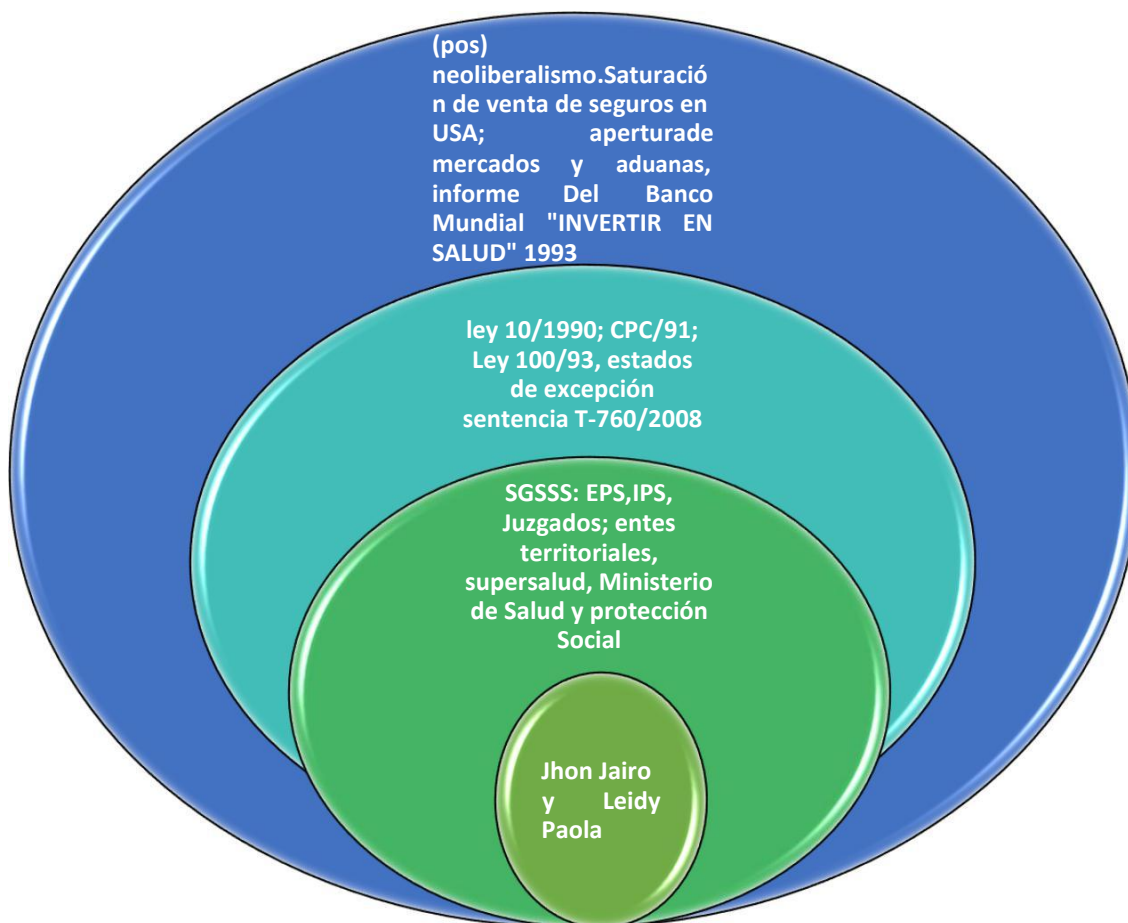 (pos)
neoliberalismo.Saturació
n de venta de seguros en
USA; aperturade
mercados y aduanas,
informe Del Banco
Mundial "INVERTIR EN
SALUD" 1993
ley 10/1990; CPC/91;
Ley 100/93, estados
de excepción
sentencia T-760/2008
SGSSS: EPS,IPS,
Juzgados; entes
territoriales,
supersalud, Ministerio
de Salud y protección
Social
Jhon Jairo
y Leidy
Paola